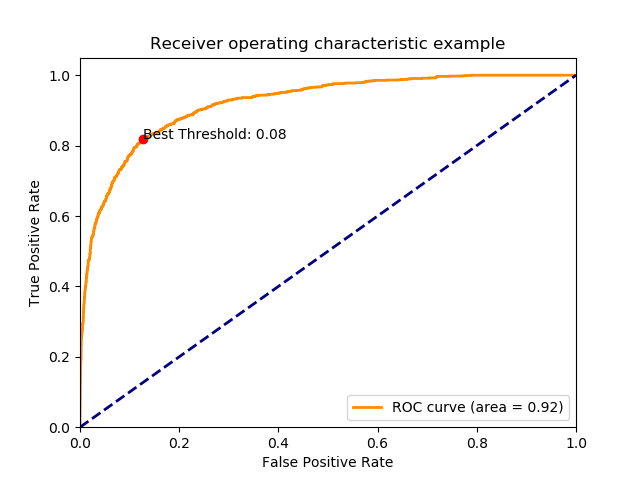 Receiver operating characteristic example
True Positive Rate
1.0
0.8
0.6
0.4
0.2
0.0
Best Threshold: 0.08
ROC curve (area = 0.92)
0.0 0.2 0.4 0.6 0.8 1.0
False Positive Rate